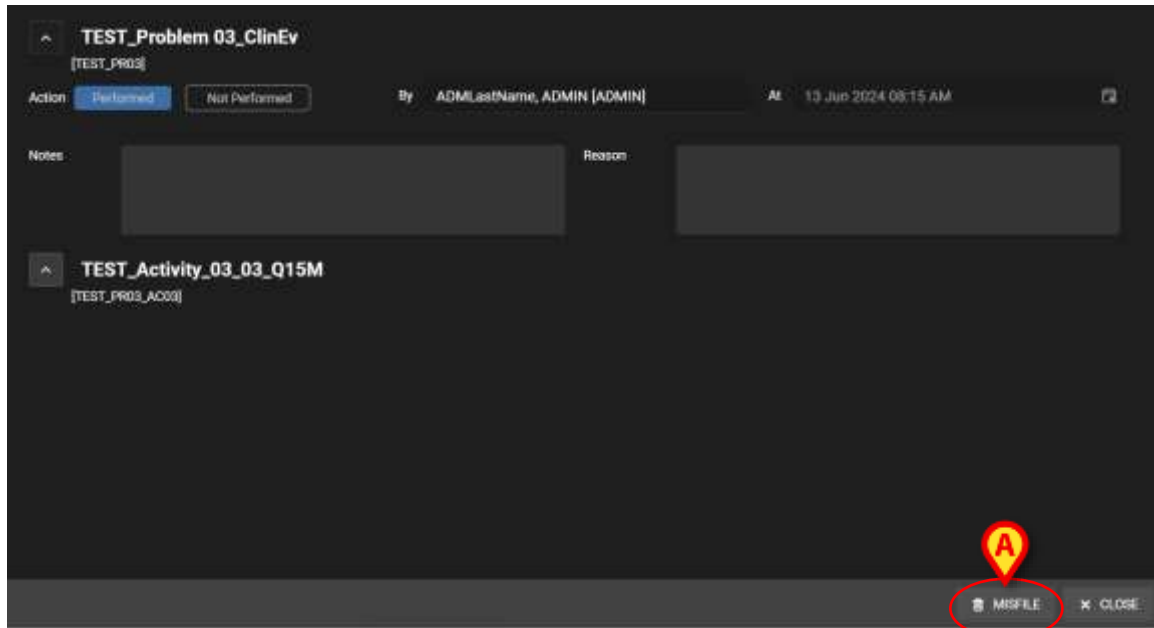 TEST_Problem 03_ClinEv
[TEST_PR03]
Action Performed Not Performed By ADMLastName, ADMIN [ADMIN] At 13 Jun 2024 08:15 AM
Notes Reason
TEST_Activity_03_03_Q15M
[TEST_PR03_AC03]
A
MISFILE × CLOSE